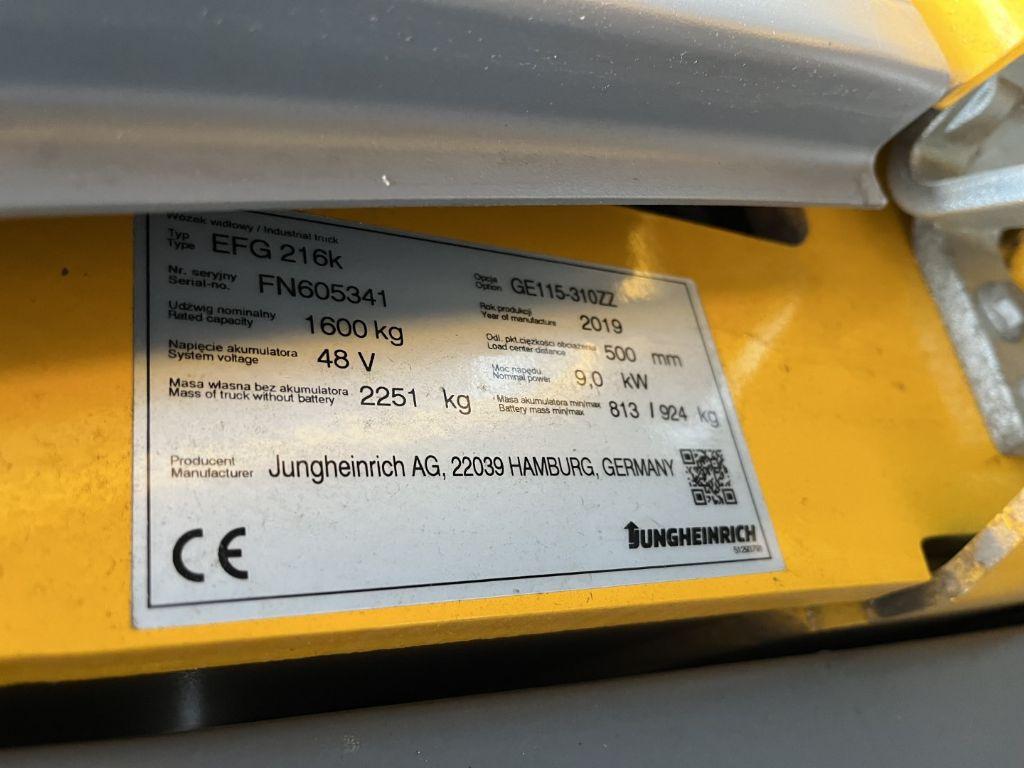 Wózek widłowy / Industrial truck
Typ
Type EFG 216k
Opcja
Option GE115-310ZZ
Nr. seryjny
Serial-no. FN605341
Rok produkcji
Year of manufacture 2019
Udźwig nominalny
Rated capacity 1600 kg
Odl. pkt.ciężkości obciążenia
Load center distance 500 mm
Napięcie akumulatora
System voltage 48 V
Moc napędu
Nominal power 9,0 kW
Masa własna bez akumulatora
Mass of truck without battery 2251 kg
Masa akumulatora min/max
Battery mass min/max 813 / 924 kg
Producent
Manufacturer Jungheinrich AG, 22039 HAMBURG, GERMANY
CE
JUNGHEINRICH